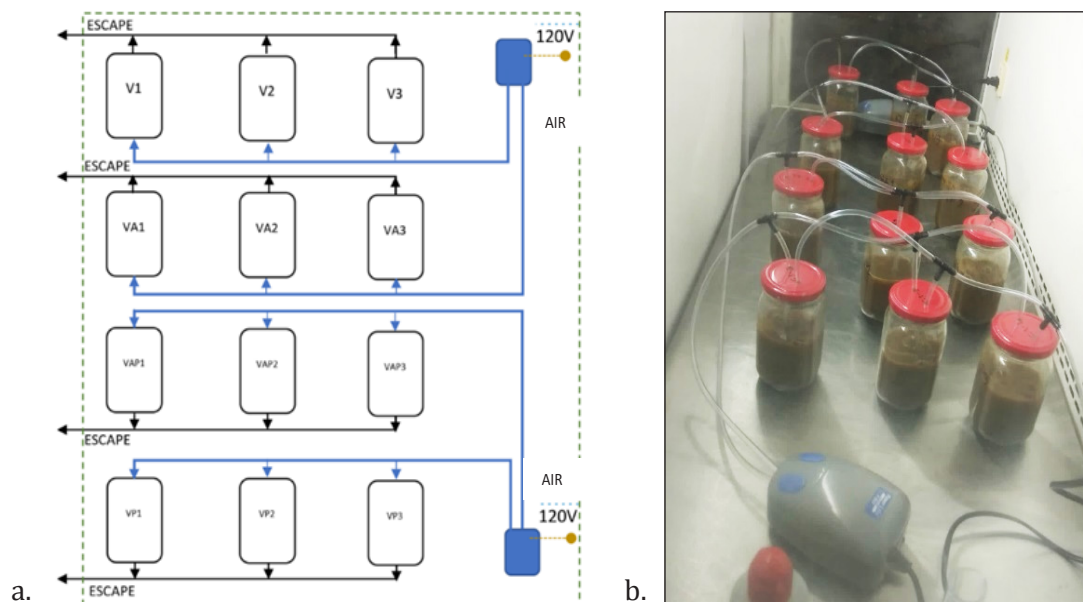 ESCAPE
120V
V1 V2 V3
AIR
ESCAPE
VA1 VA2 VA3
VAP1 VAP2 VAP3
ESCAPE
AIR
VP1 VP2 VP3
120V
ESCAPE
a. b.